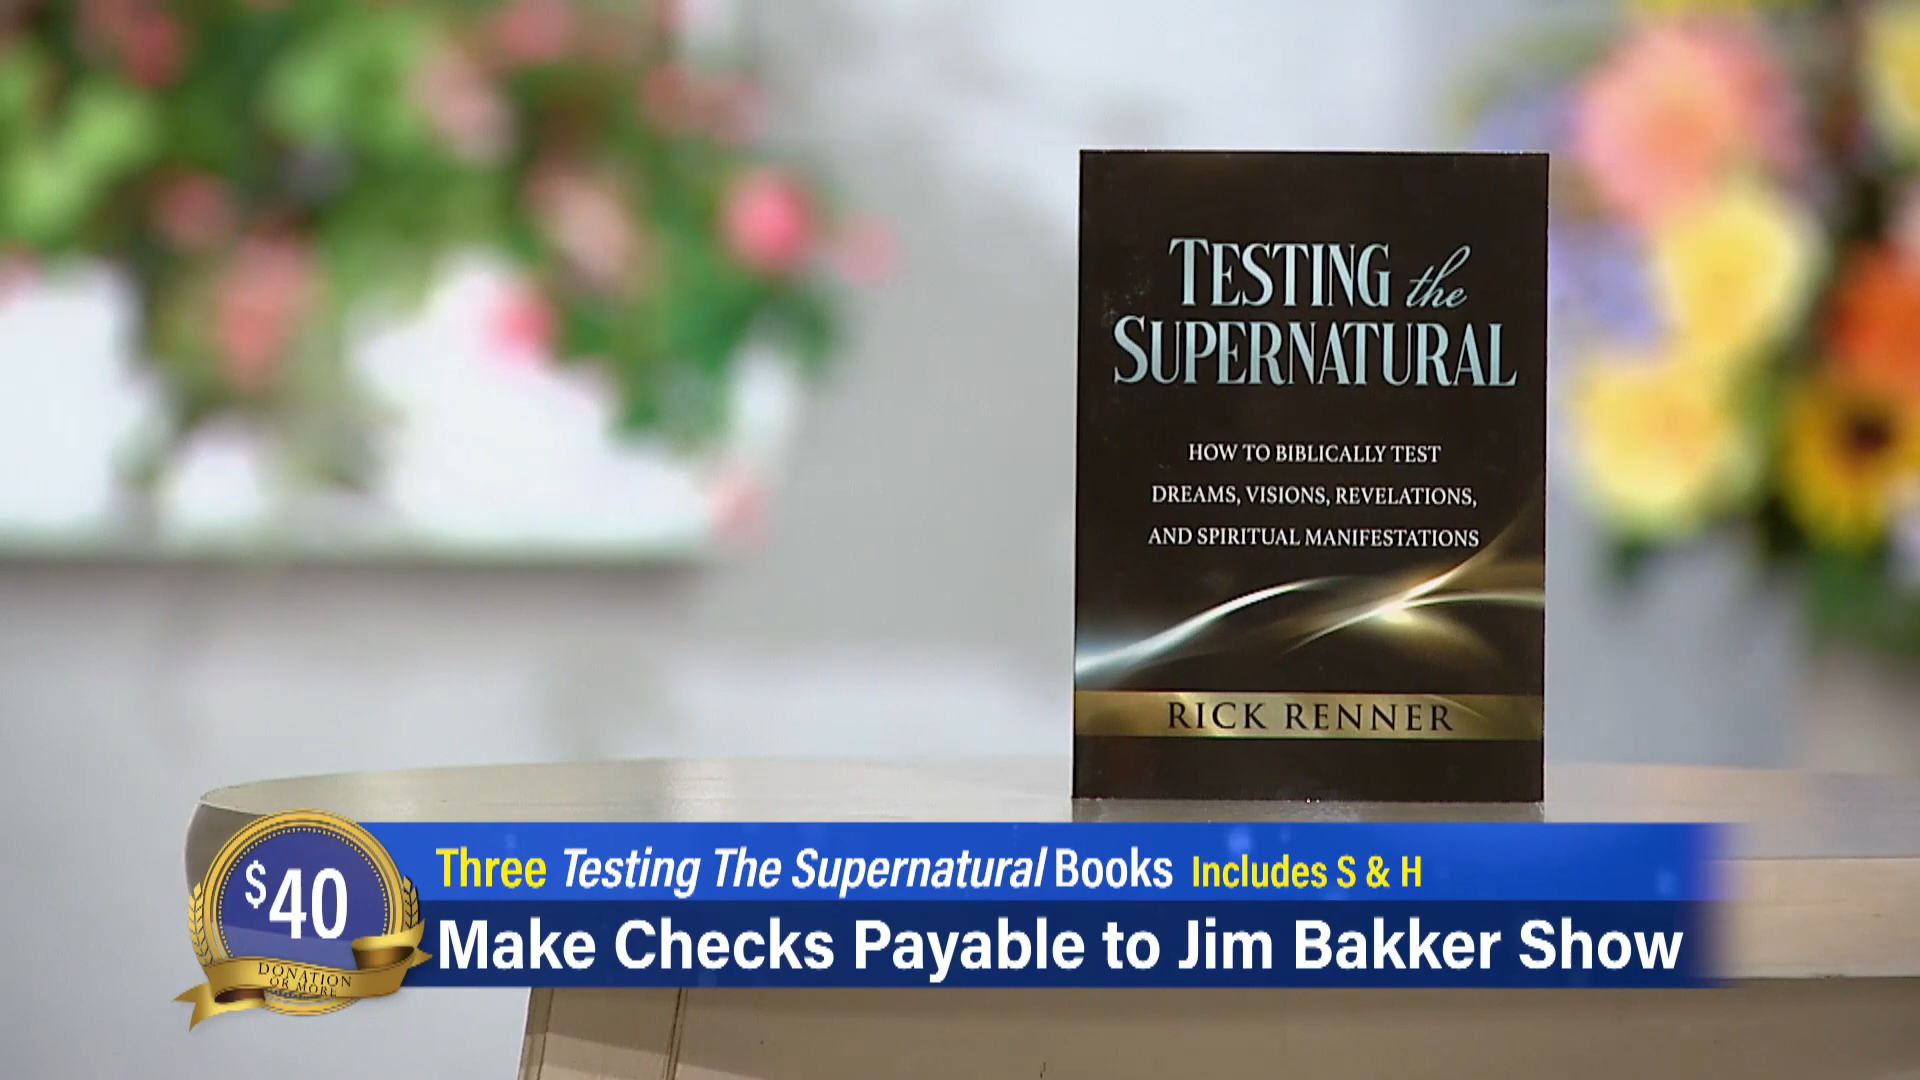 TESTING the
SUPERNATURAL
HOW TO BIBLICALLY TEST
DREAMS, VISIONS, REVELATIONS,
AND SPIRITUAL MANIFESTATIONS
RICK RENNER
$40
DONATION
OR MORE
Three Testing The Supernatural Books Includes S & H
Make Checks Payable to Jim Bakker Show